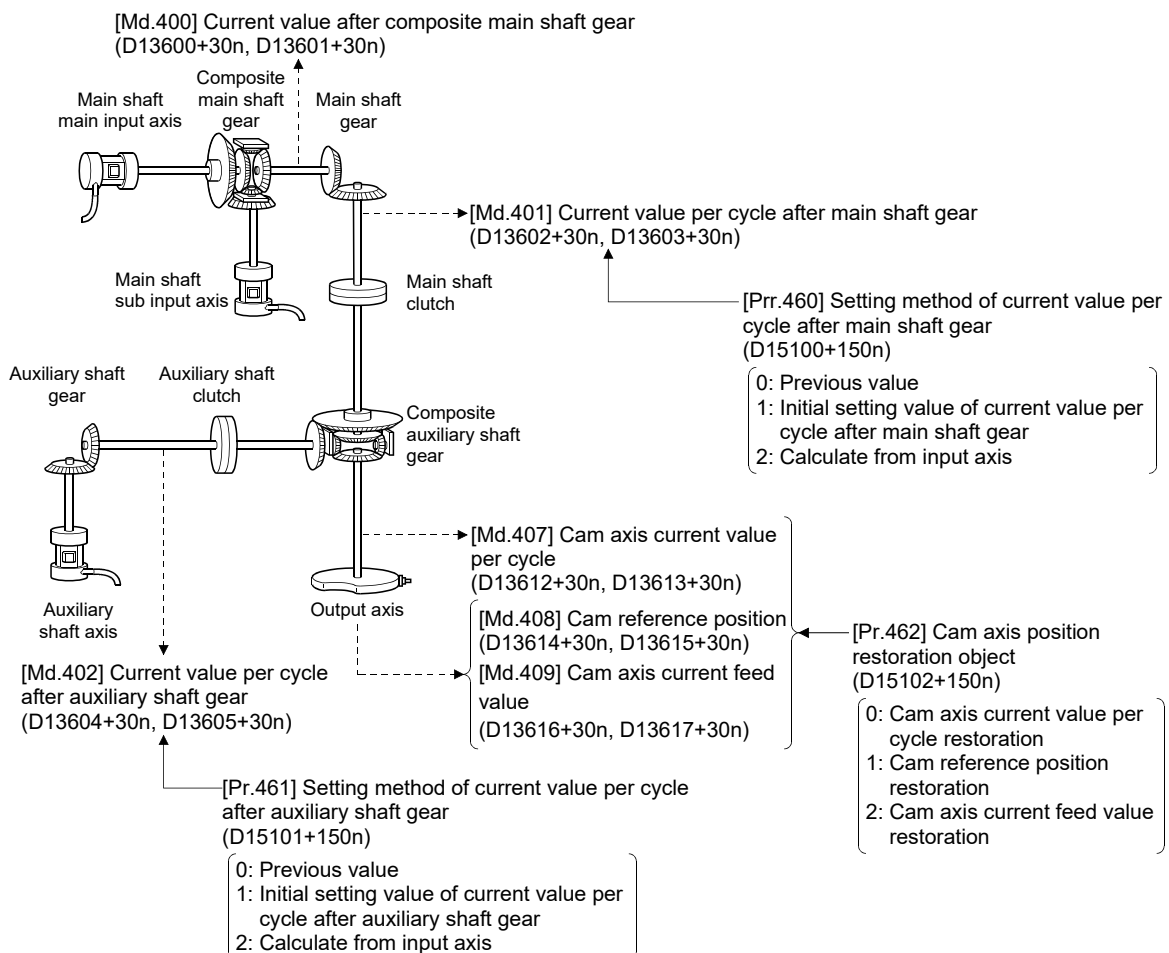 [Md.400] Current value after composite main shaft gear
(D13600+30n, D13601+30n)
Main shaft
main input axis
Composite
main shaft
gear
Main shaft
gear
[Md.401] Current value per cycle after main shaft gear
(D13602+30n, D13603+30n)
Main shaft
sub input axis
Main shaft
clutch
[Prr.460] Setting method of current value per
cycle after main shaft gear
(D15100+150n)
0: Previous value
1: Initial setting value of current value per
cycle after main shaft gear
2: Calculate from input axis
Auxiliary shaft
gear
Auxiliary shaft
clutch
Composite
auxiliary shaft
gear
Auxiliary
shaft axis
Output axis
[Md.407] Cam axis current value
per cycle
(D13612+30n, D13613+30n)
[Md.408] Cam reference position
(D13614+30n, D13615+30n)
[Md.409] Cam axis current feed
value
(D13616+30n, D13617+30n)
[Pr.462] Cam axis position
restoration object
(D15102+150n)
0: Cam axis current value per
cycle restoration
1: Cam reference position
restoration
2: Cam axis current feed value
restoration
[Md.402] Current value per cycle
after auxiliary shaft gear
(D13604+30n, D13605+30n)
[Pr.461] Setting method of current value per cycle
after auxiliary shaft gear
(D15101+150n)
0: Previous value
1: Initial setting value of current value per
cycle after auxiliary shaft gear
2: Calculate from input axis